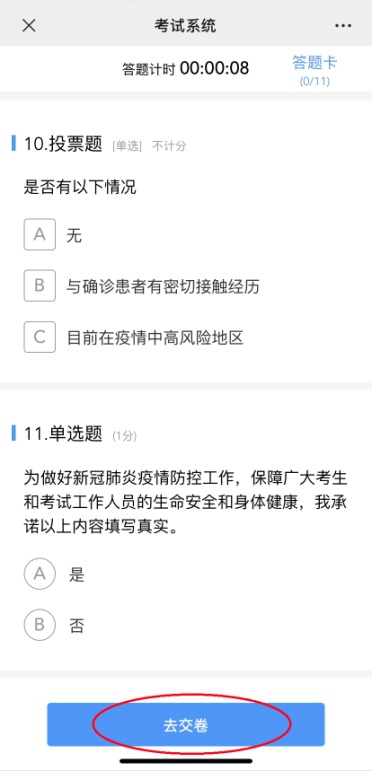 考试系统
答题计时 00:00:08
答题卡
(0/11)
10.投票题 [单选] 不计分
是否有以下情况
A 无
B 与确诊患者有密切接触经历
C 目前在疫情中高风险地区
11.单选题 (1分)
为做好新冠肺炎疫情防控工作，保障广大考生
和考试工作人员的生命安全和身体健康，我承
诺以上内容填写真实。
A 是
B 否
去交卷